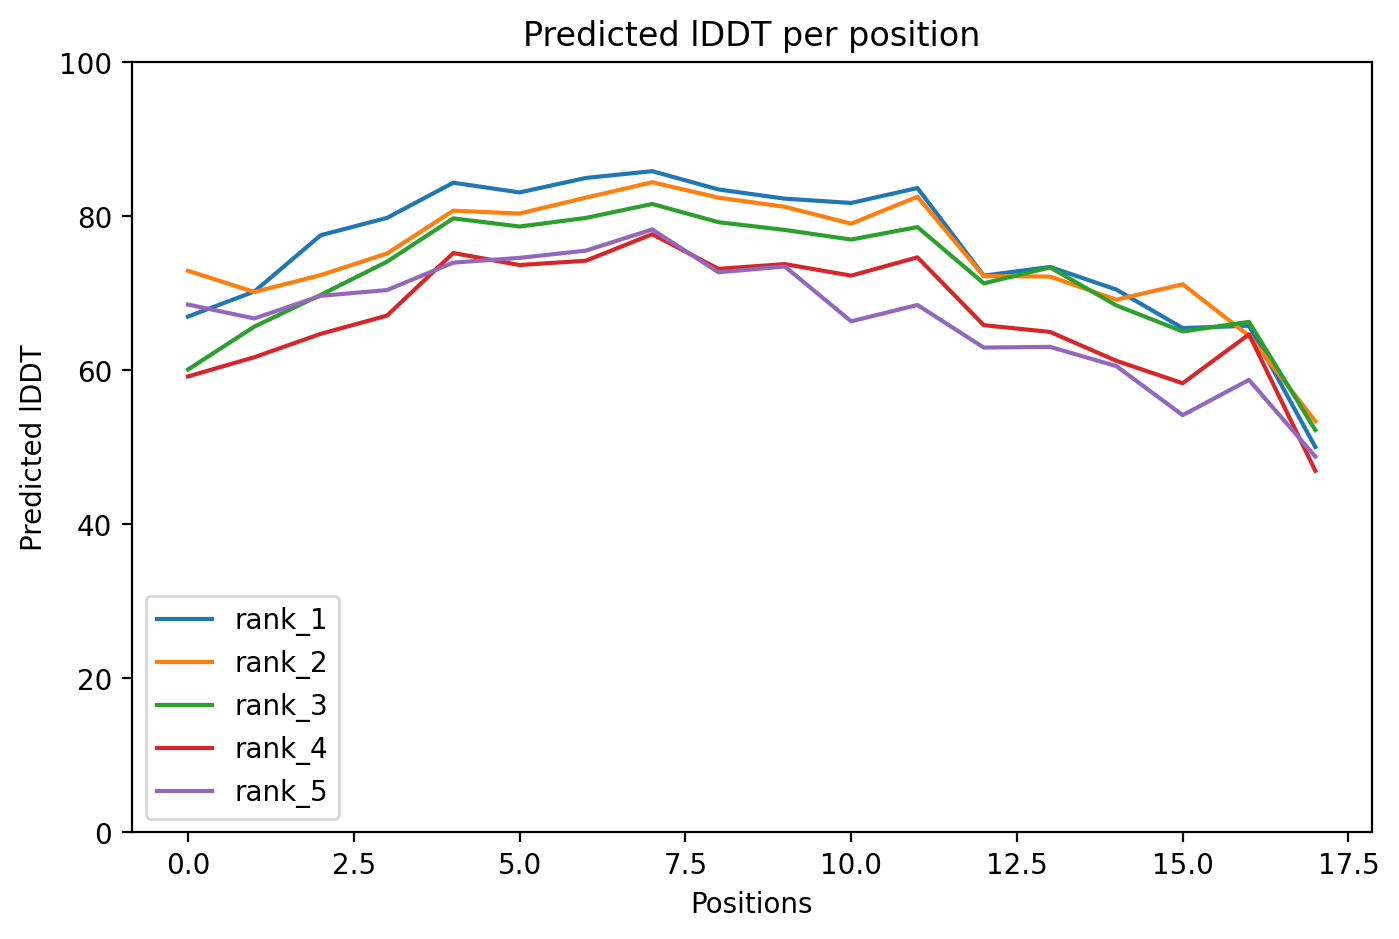 Predicted lDDT per position
100
80
60
40
20
0
Predicted lDDT
rank_1
rank_2
rank_3
rank_4
rank_5
0.0 2.5 5.0 7.5 10.0 12.5 15.0 17.5
Positions